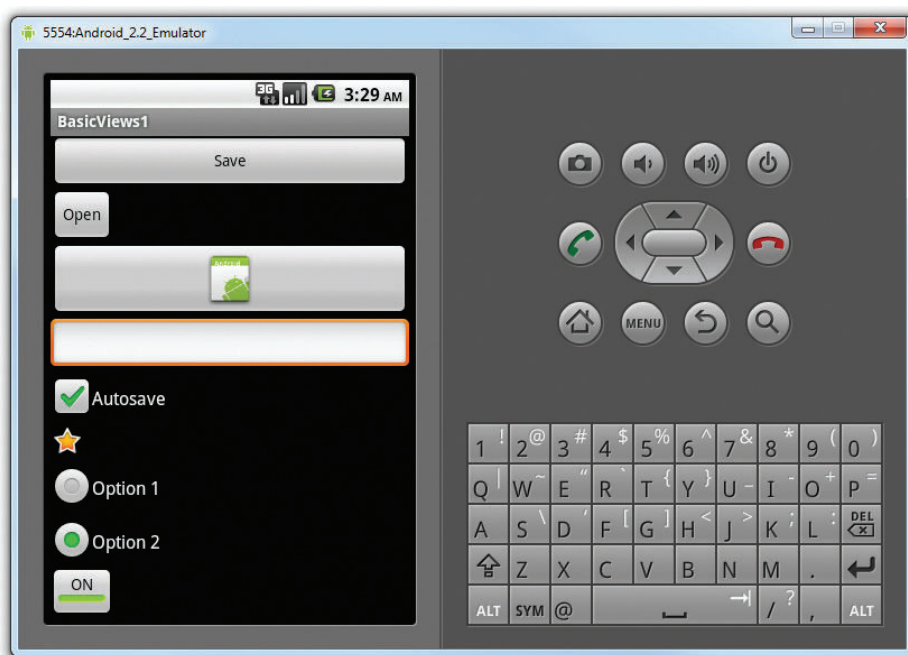 5554:Android_2.2_Emulator
3G 3:29 AM
BasicViews1
Save
Open
Android
Autosave
Option 1
Option 2
ON
MENU
1 ! 2 @ 3 # 4 $ 5 % 6 ^ 7 & 8 * 9 ( 0 )
Q | W ~ E " R ` T { Y } U _ I - O + P =
A S \ D ' F [ G ] H < J > K ; L : DEL
Z X C V B N M .
ALT SYM @ / ? , ALT